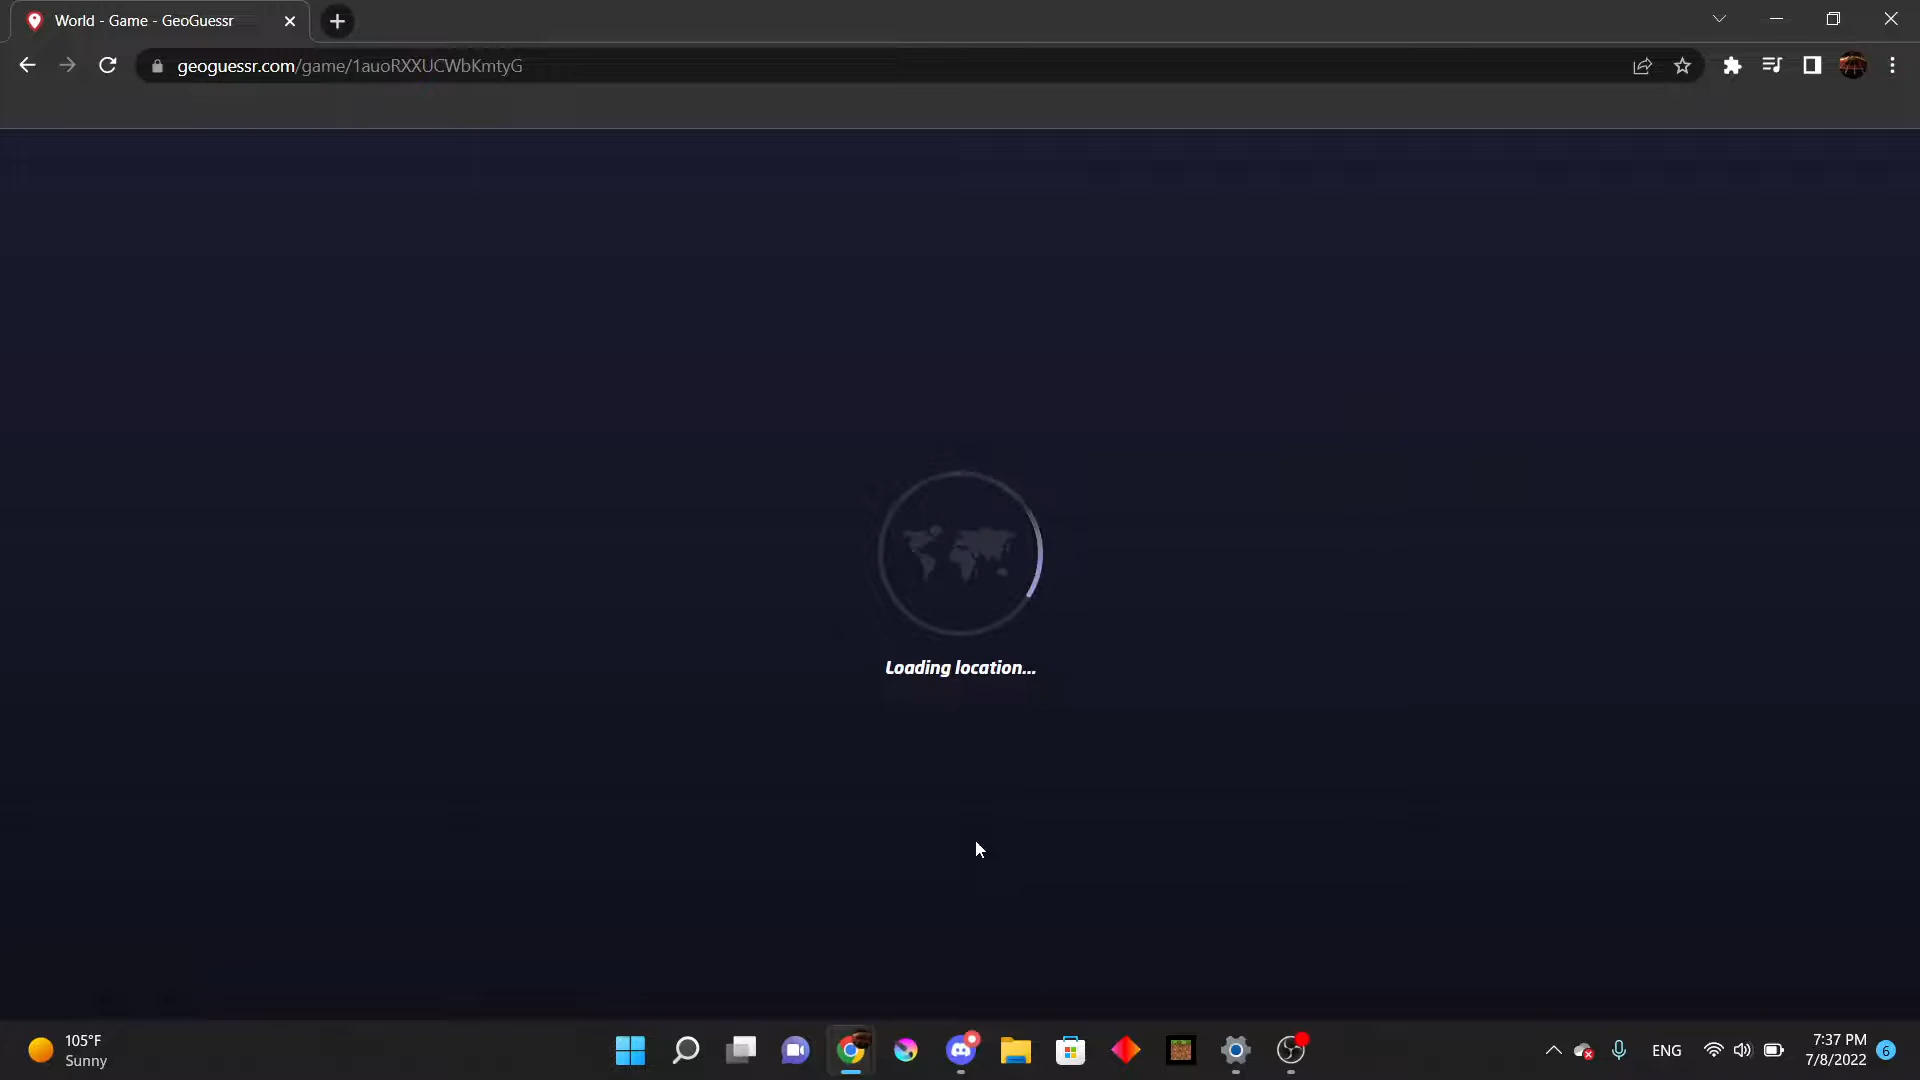 World - Game - GeoGuessr
geoguessr.com/game/1auoRXXUCWbKmtyG
Loading location...
105°F
Sunny
ENG
7:37 PM
7/8/2022
6